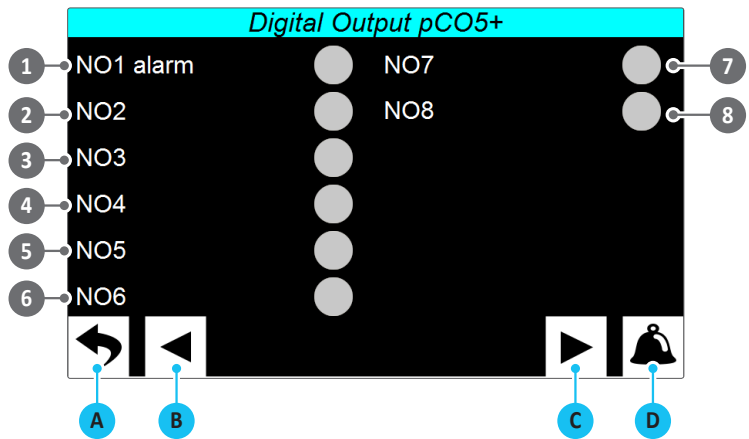 Digital Output pCO5+
1 NO1 alarm NO7 7
2 NO2 NO8 8
3 NO3
4 NO4
5 NO5
6 NO6
A B C D